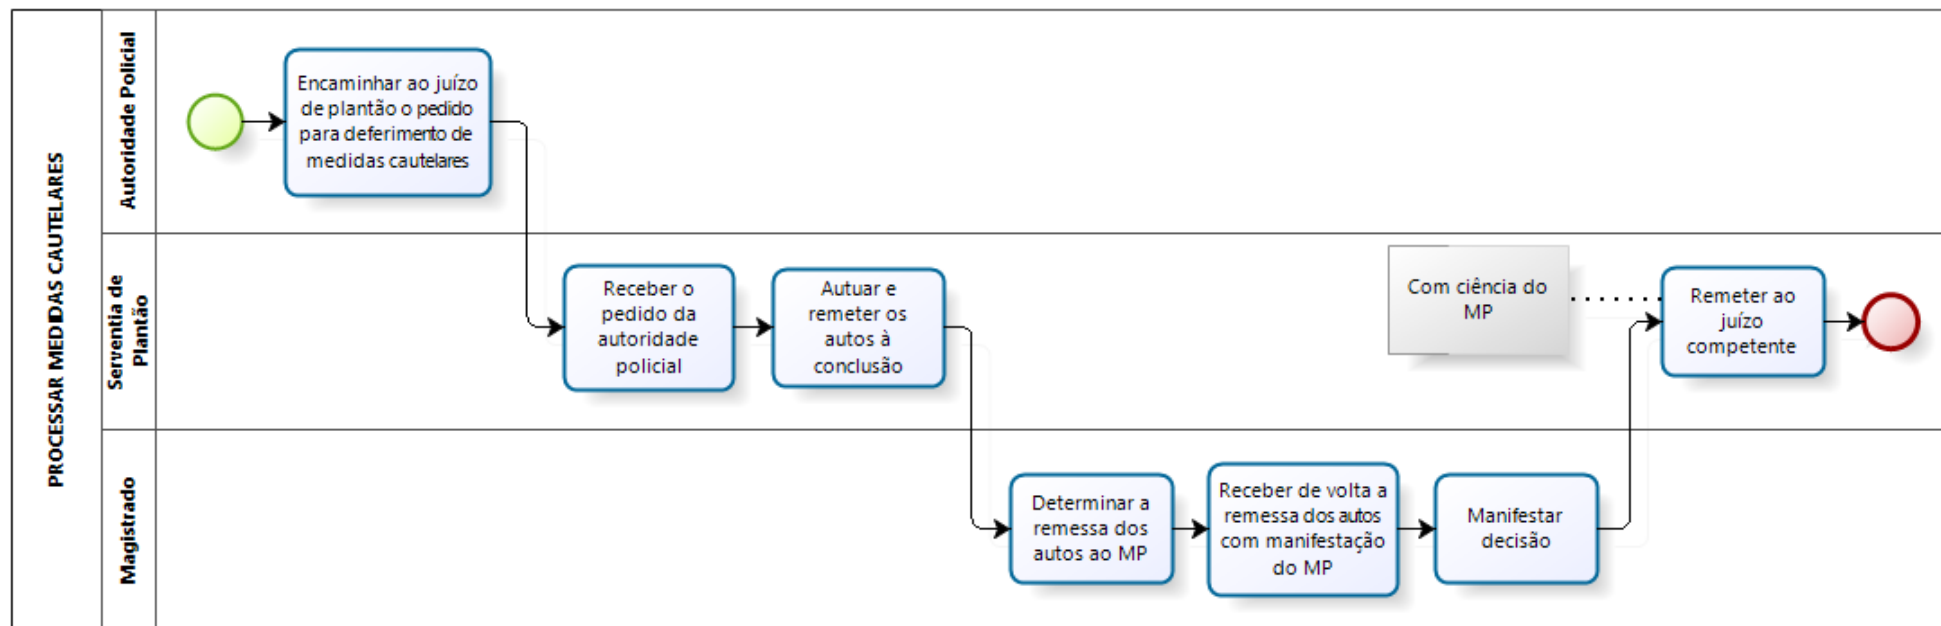 PROCESSAR MEDIDAS CAUTELARES
Autoridade Policial
Encaminhar ao juízo
de plantão o pedido
para deferimento de
medidas cautelares
Serventia de
Plantão
Receber o
pedido da
autoridade
policial
Autuar e
remeter os
autos à
conclusão
Com ciência do
MP
Remeter ao
juízo
competente
Magistrado
Determinar a
remessa dos
autos ao MP
Receber de volta a
remessa dos autos
com manifestação
do MP
Manifestar
decisão